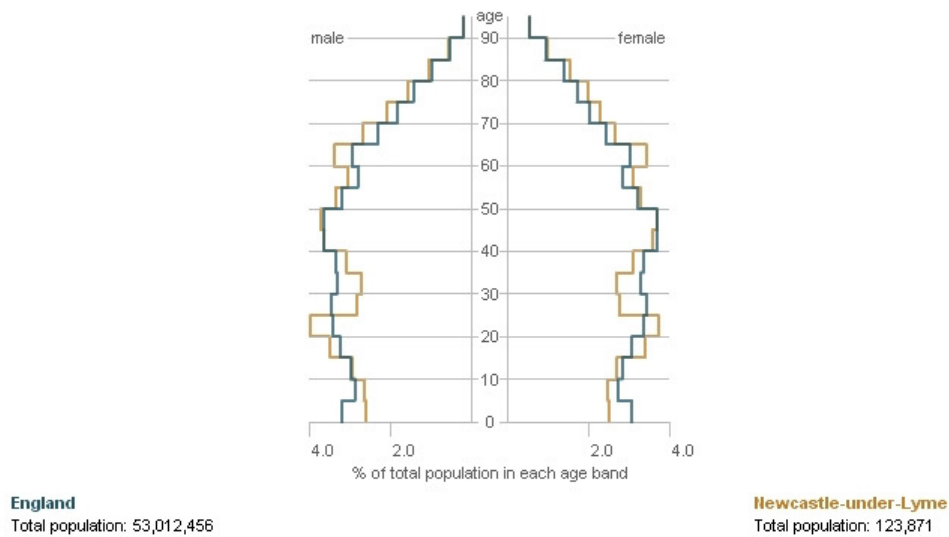 age
male 90 female
80
70
60
50
40
30
20
10
0
4.0 2.0 2.0 4.0
% of total population in each age band
England Newcastle-under-Lyme
Total population: 53,012,456 Total population: 123,871